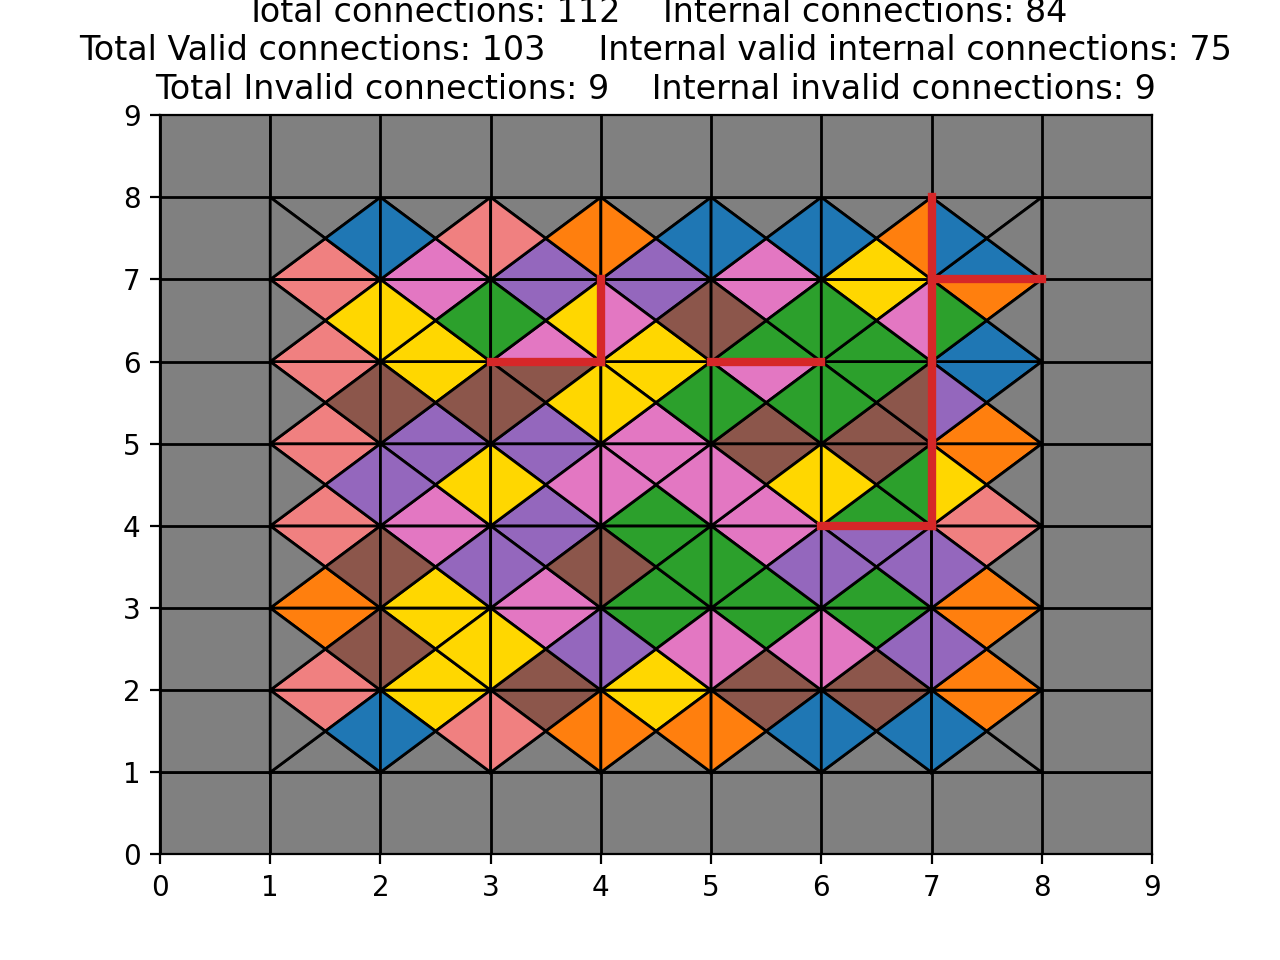 Total connections: 112 Internal connections: 84
Total Valid connections: 103 Internal valid internal connections: 75
Total Invalid connections: 9 Internal invalid connections: 9
9
8
7
6
5
4
3
2
1
0
0 1 2 3 4 5 6 7 8 9